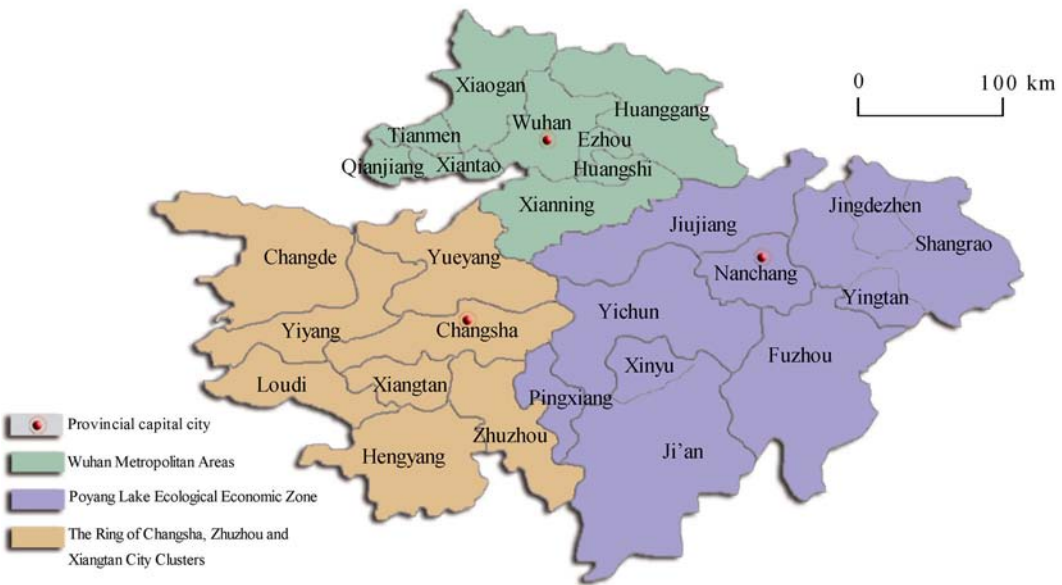 Xiaogan
Huanggang
0 100 km
Wuhan
Tianmen
Ezhou
Qianjiang
Xiantao
Huangshi
Xianning
Jiujiang
Jingdezhen
Shangrao
Changde
Yueyang
Nanchang
Yingtan
Yichun
Yiyang
Changsha
Fuzhou
Xinyu
Loudi
Xiangtan
Pingxiang
Zhuzhou
Hengyang
Ji'an
Provincial capital city
Wuhan Metropolitan Areas
Poyang Lake Ecological Economic Zone
The Ring of Changsha, Zhuzhou and
Xiangtan City Clusters